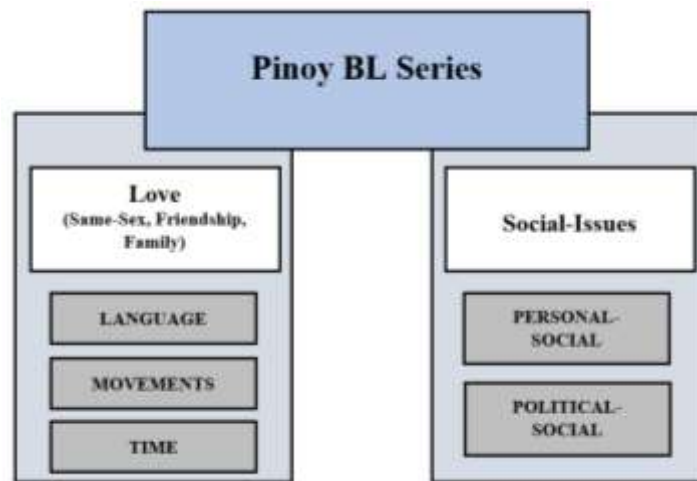 Pinoy BL Series
Love
(Same-Sex, Friendship,
Family)
LANGUAGE
MOVEMENTS
TIME
Social-Issues
PERSONAL-
SOCIAL
POLITICAL-
SOCIAL